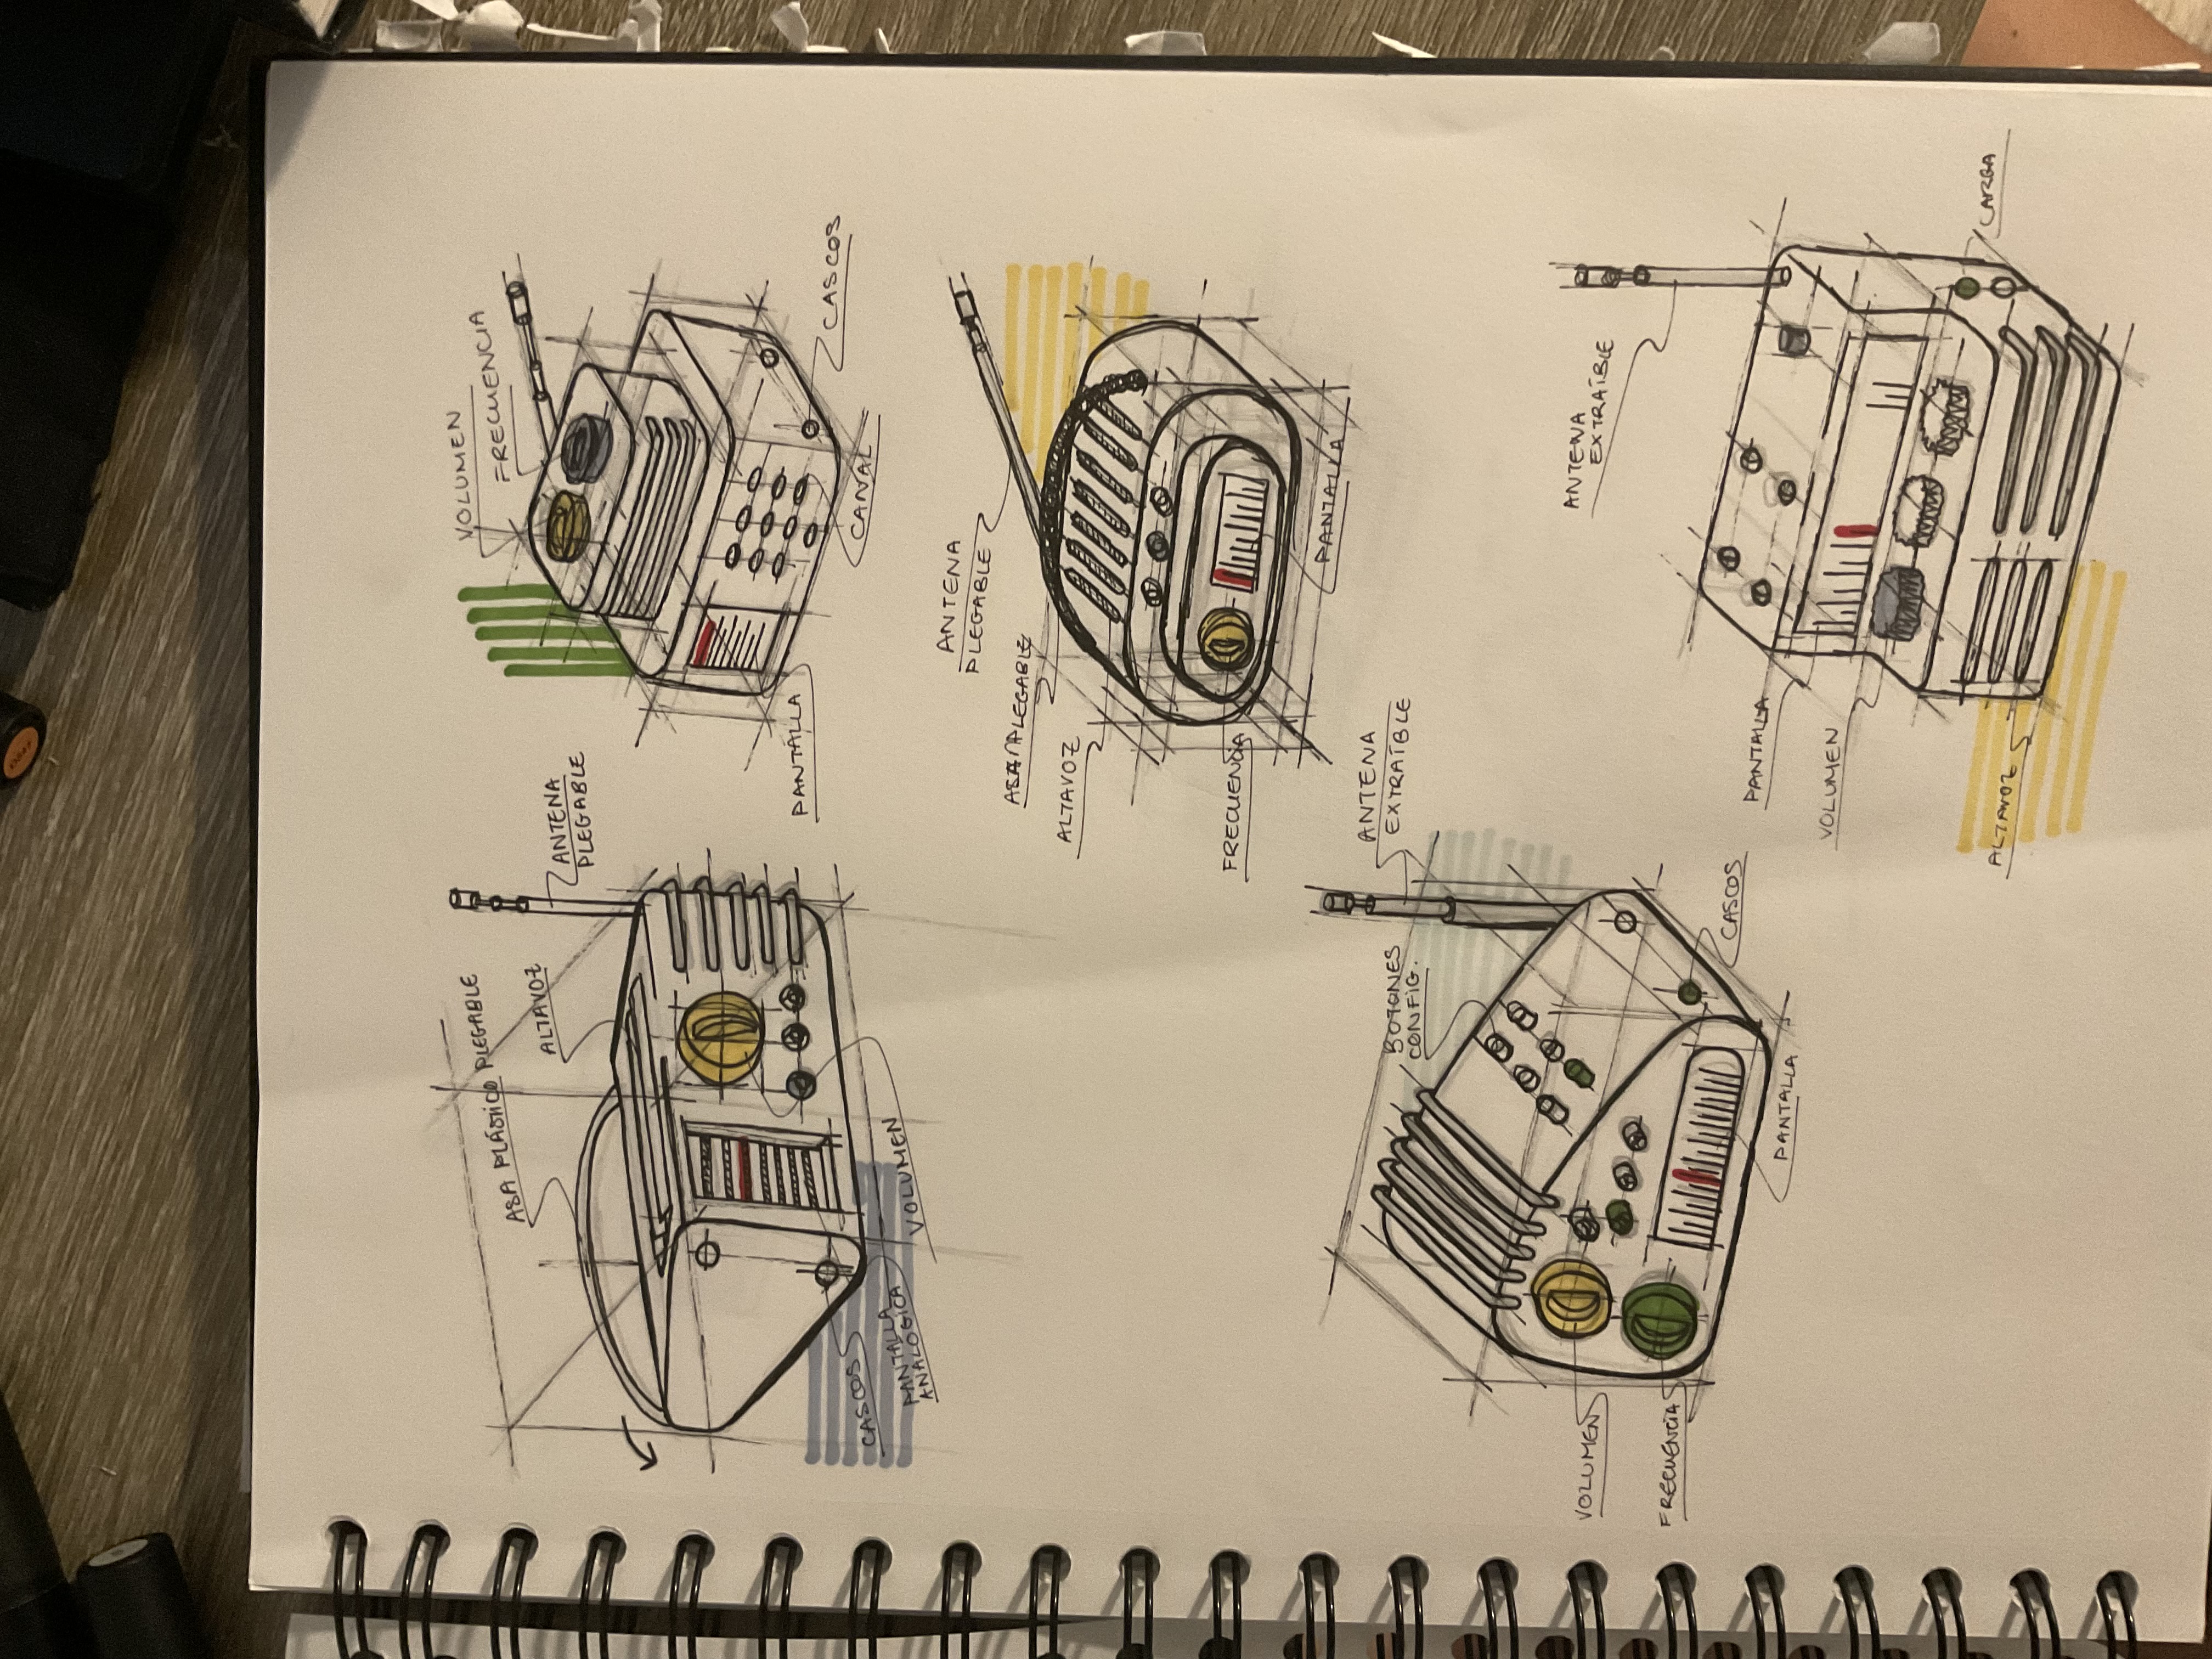 ASA PLÁSTICO PLEGABLE
ALTAVOZ
ANTENA
PLEGABLE
CASCOS
PANTALLA
ANALÓGICA
VOLUMEN
VOLUMEN
FRECUENCIA
PANTALLA
CANAL
CASCOS
ANTENA
PLEGABLE
ASA PLEGABLE
ALTAVOZ
FRECUENCIA
PANTALLA
BOTONES
CONFIG.
ANTENA
EXTRAÍBLE
VOLUMEN
FRECUENCIA
CASCOS
PANTALLA
ANTENA
EXTRAÍBLE
PANTALLA
VOLUMEN
ALTAVOZ
CARGA